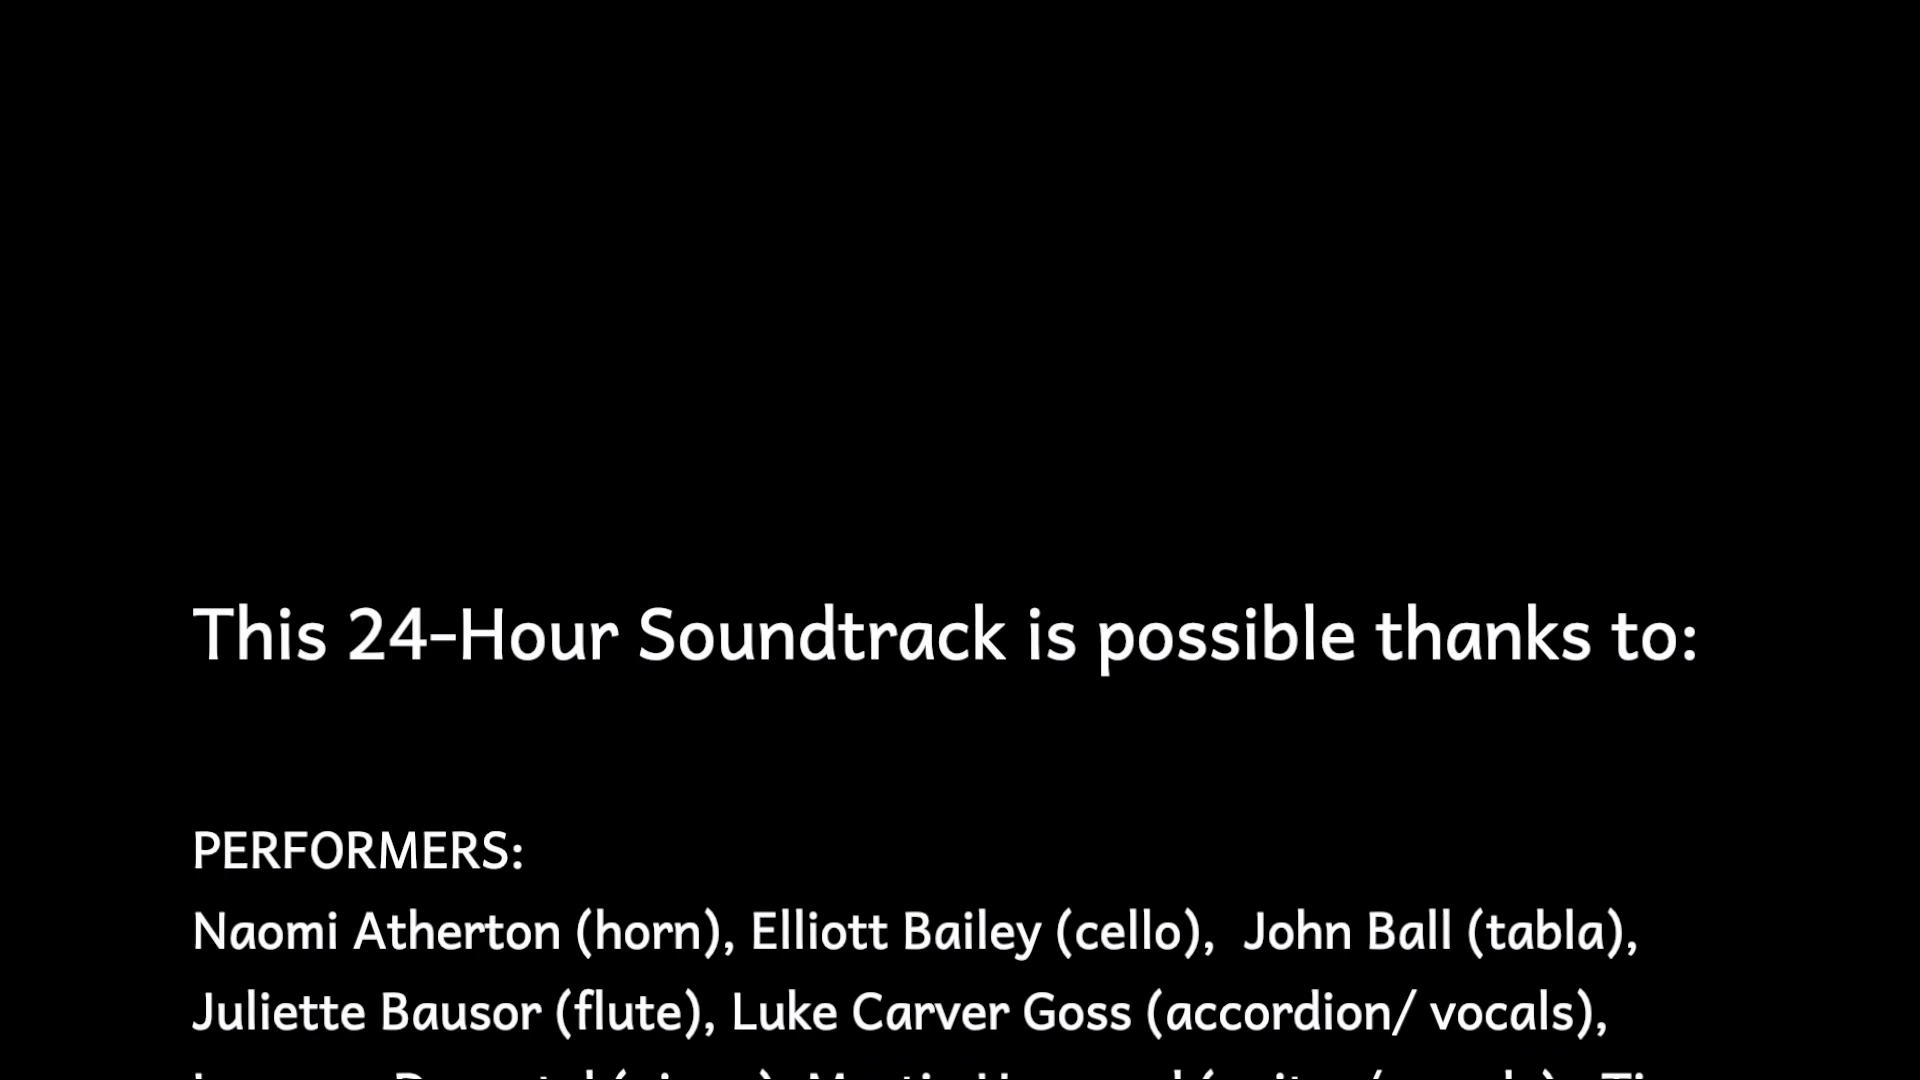 This 24-Hour Soundtrack is possible thanks to:
PERFORMERS:
Naomi Atherton (horn), Elliott Bailey (cello),  John Ball (tabla),
Juliette Bausor (flute), Luke Carver Goss (accordion/ vocals),